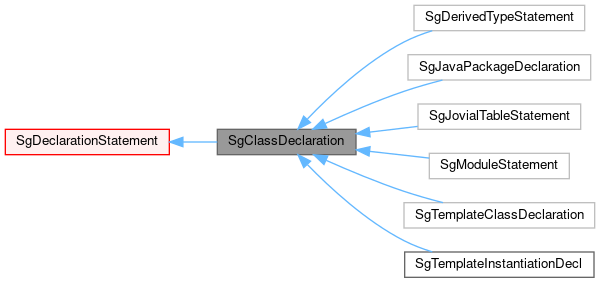 SgDerivedTypeStatement
SgJavaPackageDeclaration
SgJovialTableStatement
SgDeclarationStatement
SgClassDeclaration
SgModuleStatement
SgTemplateClassDeclaration
SgTemplateInstantiationDecl